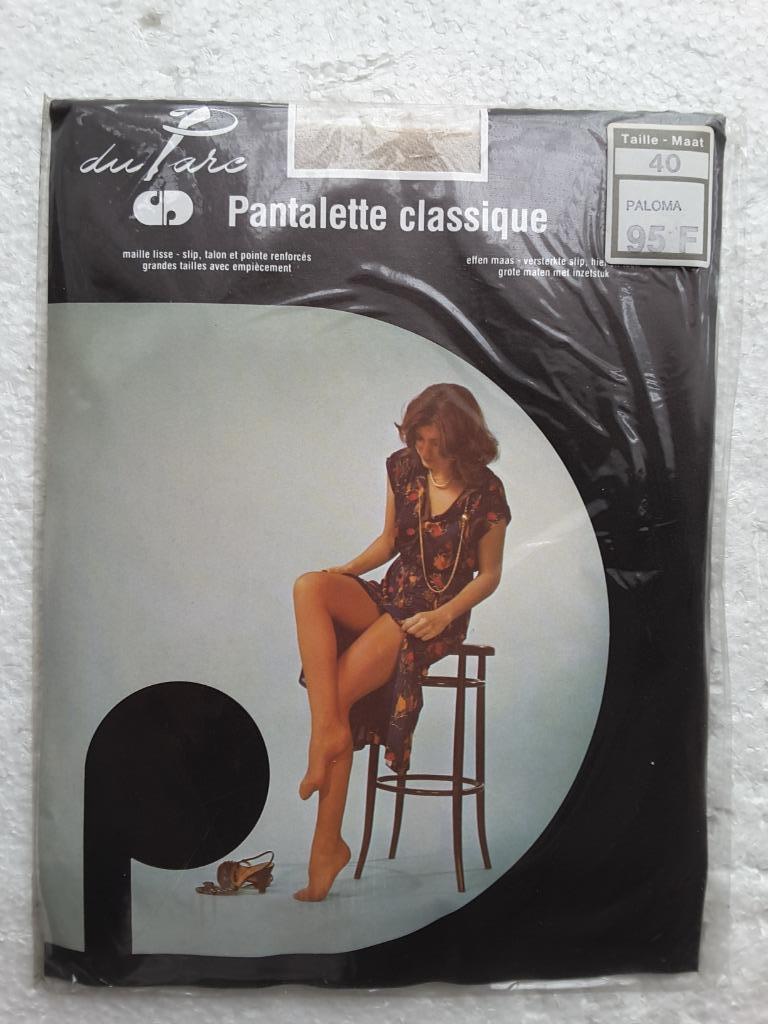 du Parc
Pantalette classique
maille lisse - slip, talon et pointe renforcés
grandes tailles avec empiècement
effen maas - versterkte slip,
grote maten met inzetstuk
Taille - Maat
40
PALOMA
95 F